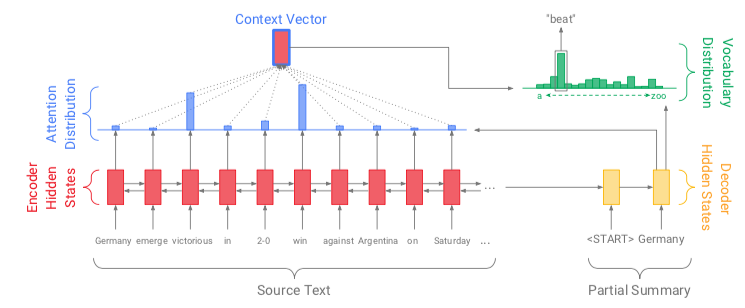 Context Vector
"beat"
Vocabulary
Distribution
a
zoo
Attention
Distribution
Encoder
Hidden
States
...
Decoder
Hidden States
Germany emerge victorious in 2-0 win against Argentina on Saturday ...
<START> Germany
Source Text
Partial Summary